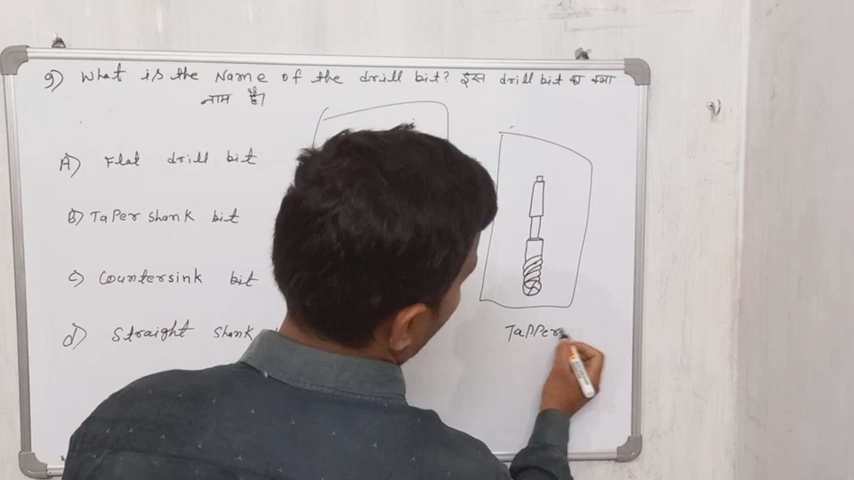 9) What is the Name of the drill bit? इस drill bit का क्या
नाम है।
A) Flat drill bit
B) TaPer shank bit
C) Countersink bit
d) Straight shank
TaPPer